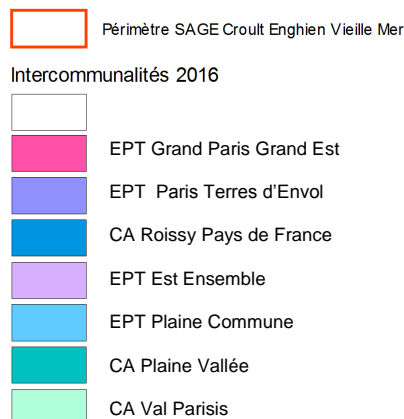 Périmètre SAGE Croult Enghien Vieille Mer
Intercommunalités 2016
EPT Grand Paris Grand Est
EPT Paris Terres d'Envol
CA Roissy Pays de France
EPT Est Ensemble
EPT Plaine Commune
CA Plaine Vallée
CA Val Parisis